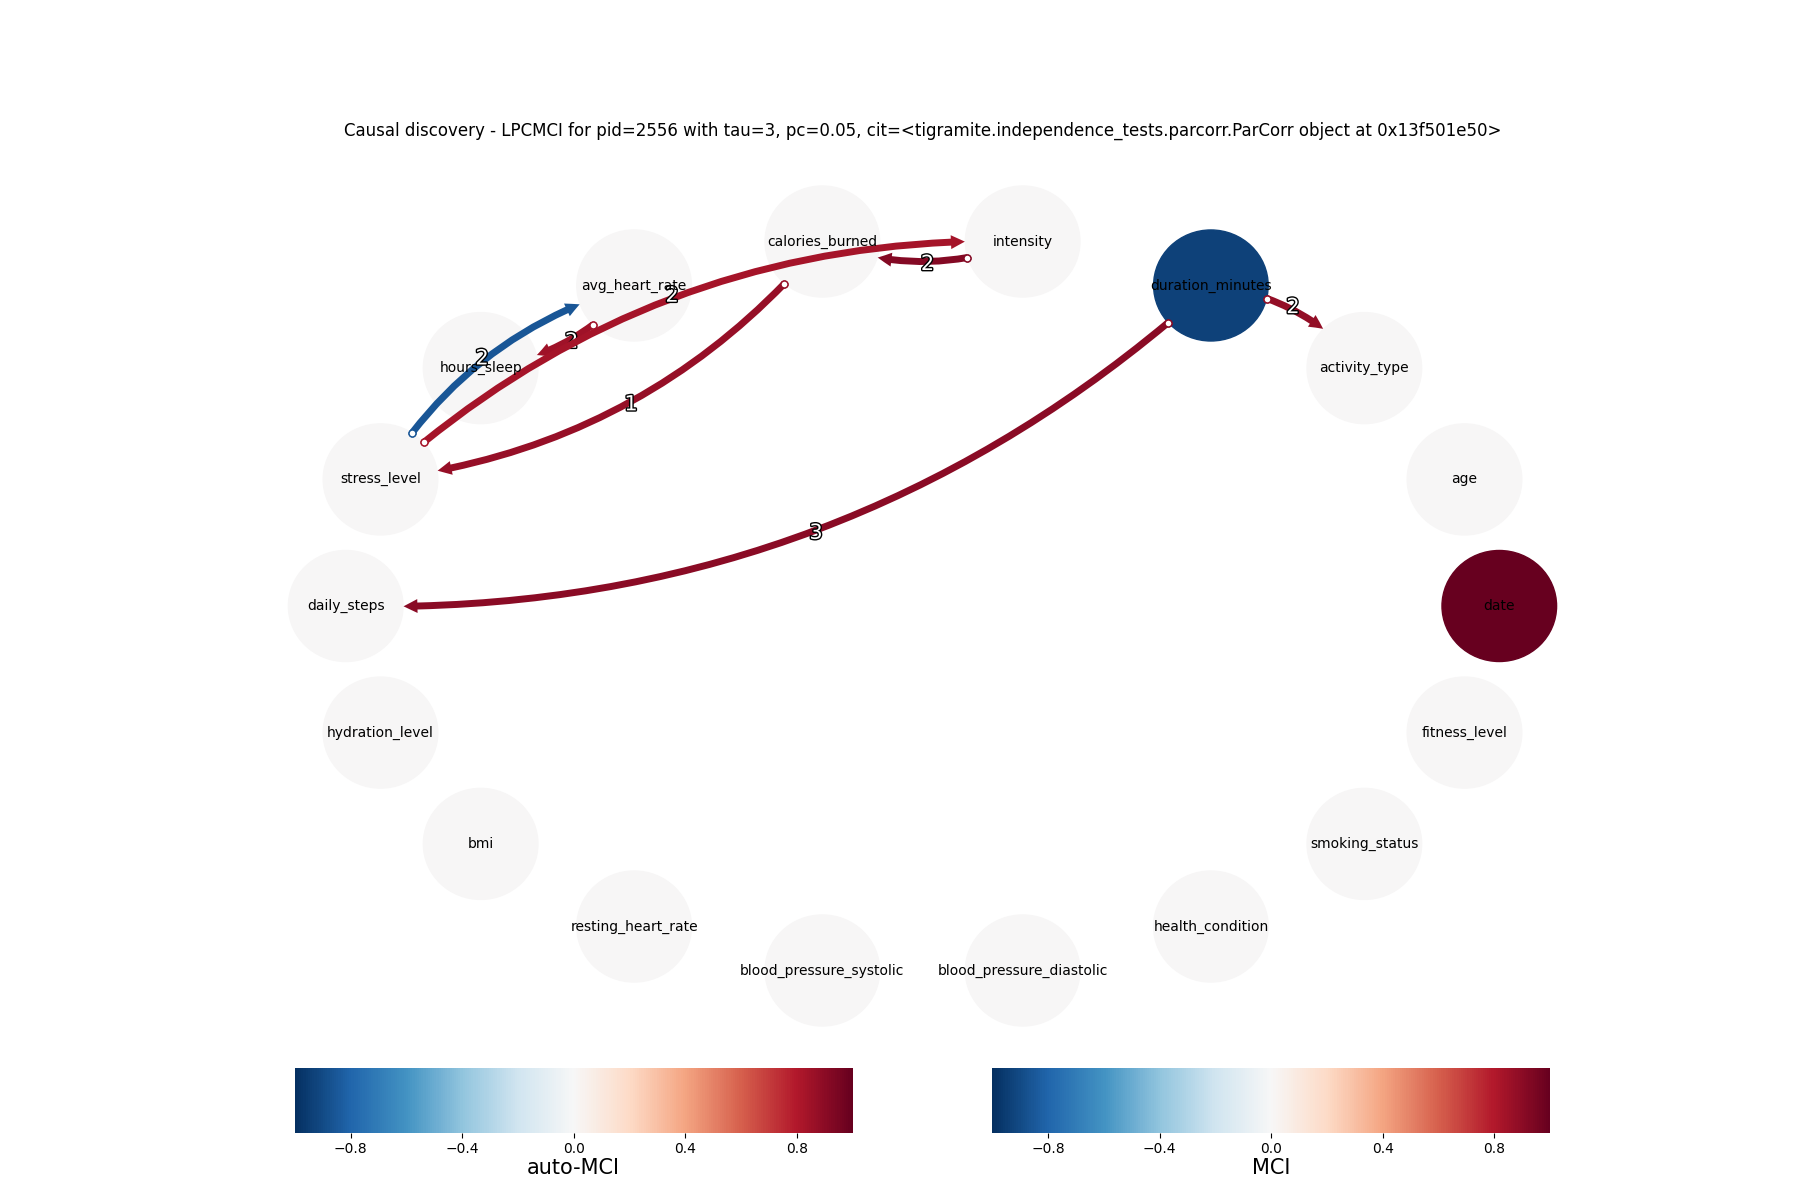 Causal discovery - LPCMCI for pid=2556 with tau=3, pc=0.05, cit=<tigramite.independence_tests.parcorr.ParCorr object at 0x13f501e50>
calories_burned
intensity
2
avg_heart_rate
duration_minutes
2
2
2
2
hours_sleep
activity_type
1
stress_level
age
3
daily_steps
date
hydration_level
fitness_level
bmi
smoking_status
resting_heart_rate
health_condition
blood_pressure_systolic
blood_pressure_diastolic
−0.8 −0.4 0.0 0.4 0.8
auto-MCI
−0.8 −0.4 0.0 0.4 0.8
MCI